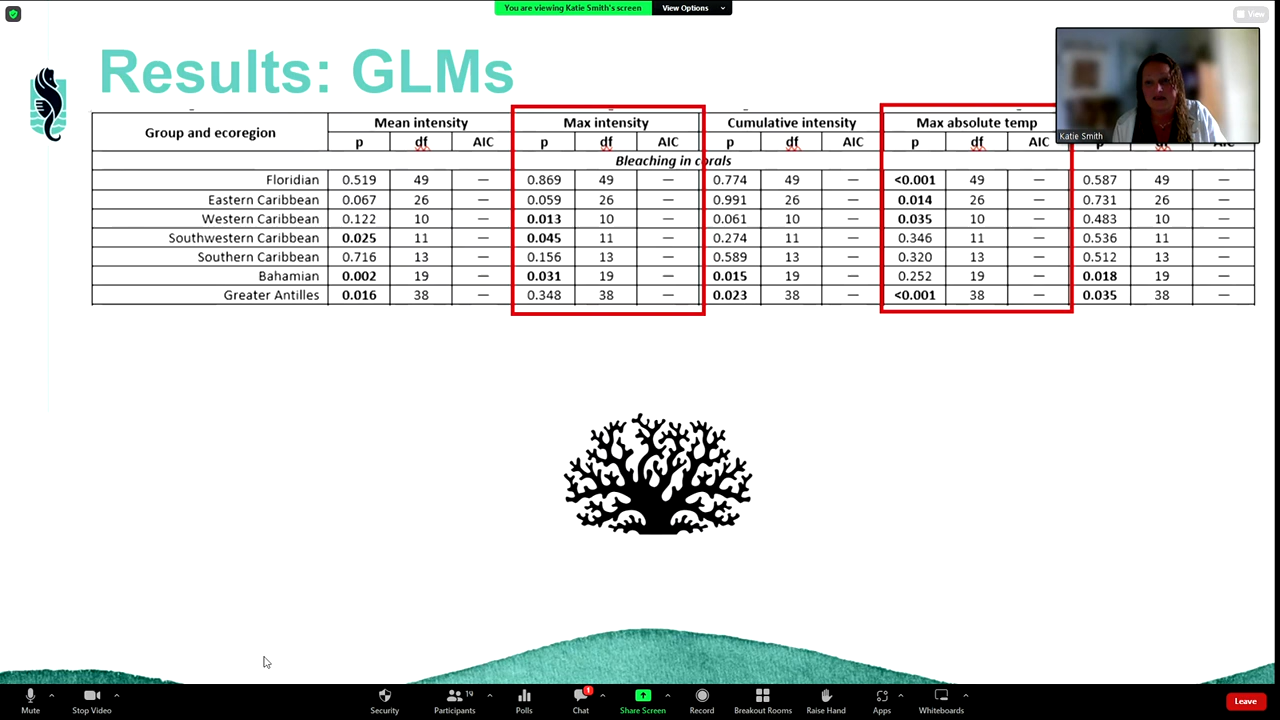 You are viewing Katie Smith's screen View Options
View
Results: GLMs
Katie Smith
Group and ecoregion Mean intensity Max intensity Cumulative intensity Max absolute temp
p df AIC p df AIC p df AIC p df AIC p df AIC
Bleaching in corals
Floridian 0.519 49 — 0.869 49 — 0.774 49 — <0.001 49 — 0.587 49 —
Eastern Caribbean 0.067 26 — 0.059 26 — 0.991 26 — 0.014 26 — 0.731 26 —
Western Caribbean 0.122 10 — 0.013 10 — 0.061 10 — 0.035 10 — 0.483 10 —
Southwestern Caribbean 0.025 11 — 0.045 11 — 0.274 11 — 0.346 11 — 0.536 11 —
Southern Caribbean 0.716 13 — 0.156 13 — 0.589 13 — 0.320 13 — 0.512 13 —
Bahamian 0.002 19 — 0.031 19 — 0.015 19 — 0.252 19 — 0.018 19 —
Greater Antilles 0.016 38 — 0.348 38 — 0.023 38 — <0.001 38 — 0.035 38 —
19 1
Mute Stop Video Security Participants Polls Chat Share Screen Record Breakout Rooms Raise Hand Apps Whiteboards Leave